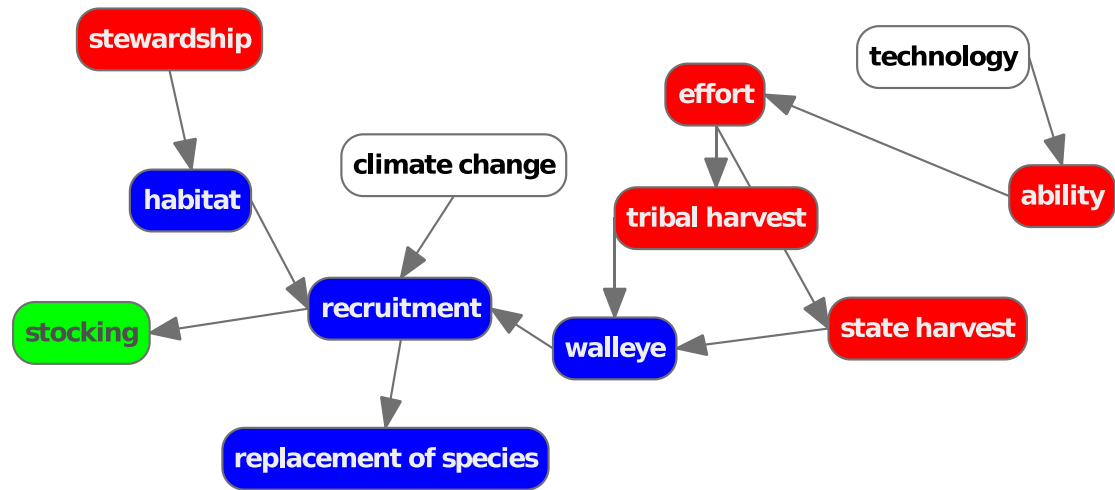 stewardship
technology
effort
climate change
habitat
ability
tribal harvest
recruitment
stocking
state harvest
walleye
replacement of species